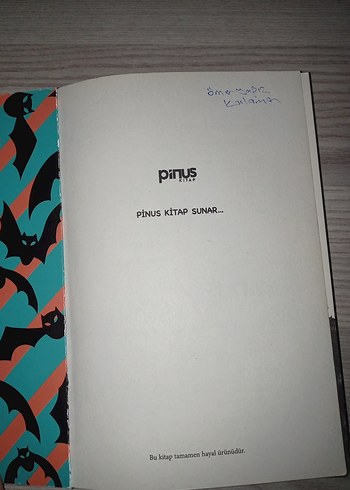 pinus
KİTAP
PİNUS KİTAP SUNAR...
Bu kitap tamamen hayal ürünüdür.